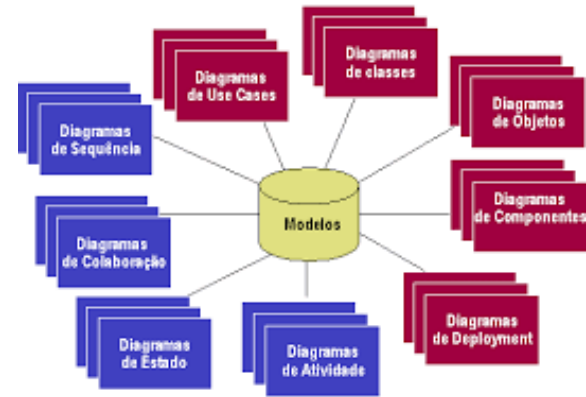 Diagramas
de Use Cases
Diagramas
de classes
Diagramas
de Objetos
Diagramas
de Sequência
Diagramas
de Componentes
Modelos
Diagramas
de Colaboração
Diagramas
de Deployment
Diagramas
de Estado
Diagramas
de Atividade